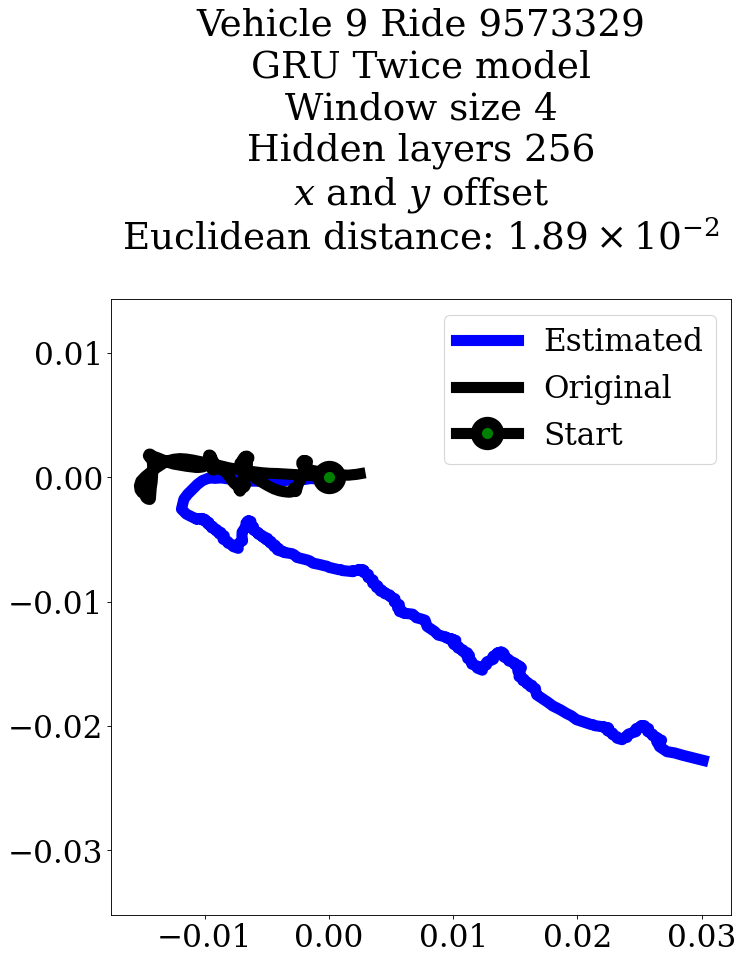 Vehicle 9 Ride 9573329
GRU Twice model
Window size 4
Hidden layers 256
x and y offset
Euclidean distance: 1.89 × 10⁻²
Estimated
Original
Start
0.01
0.00
−0.01
−0.02
−0.03
−0.01 0.00 0.01 0.02 0.03